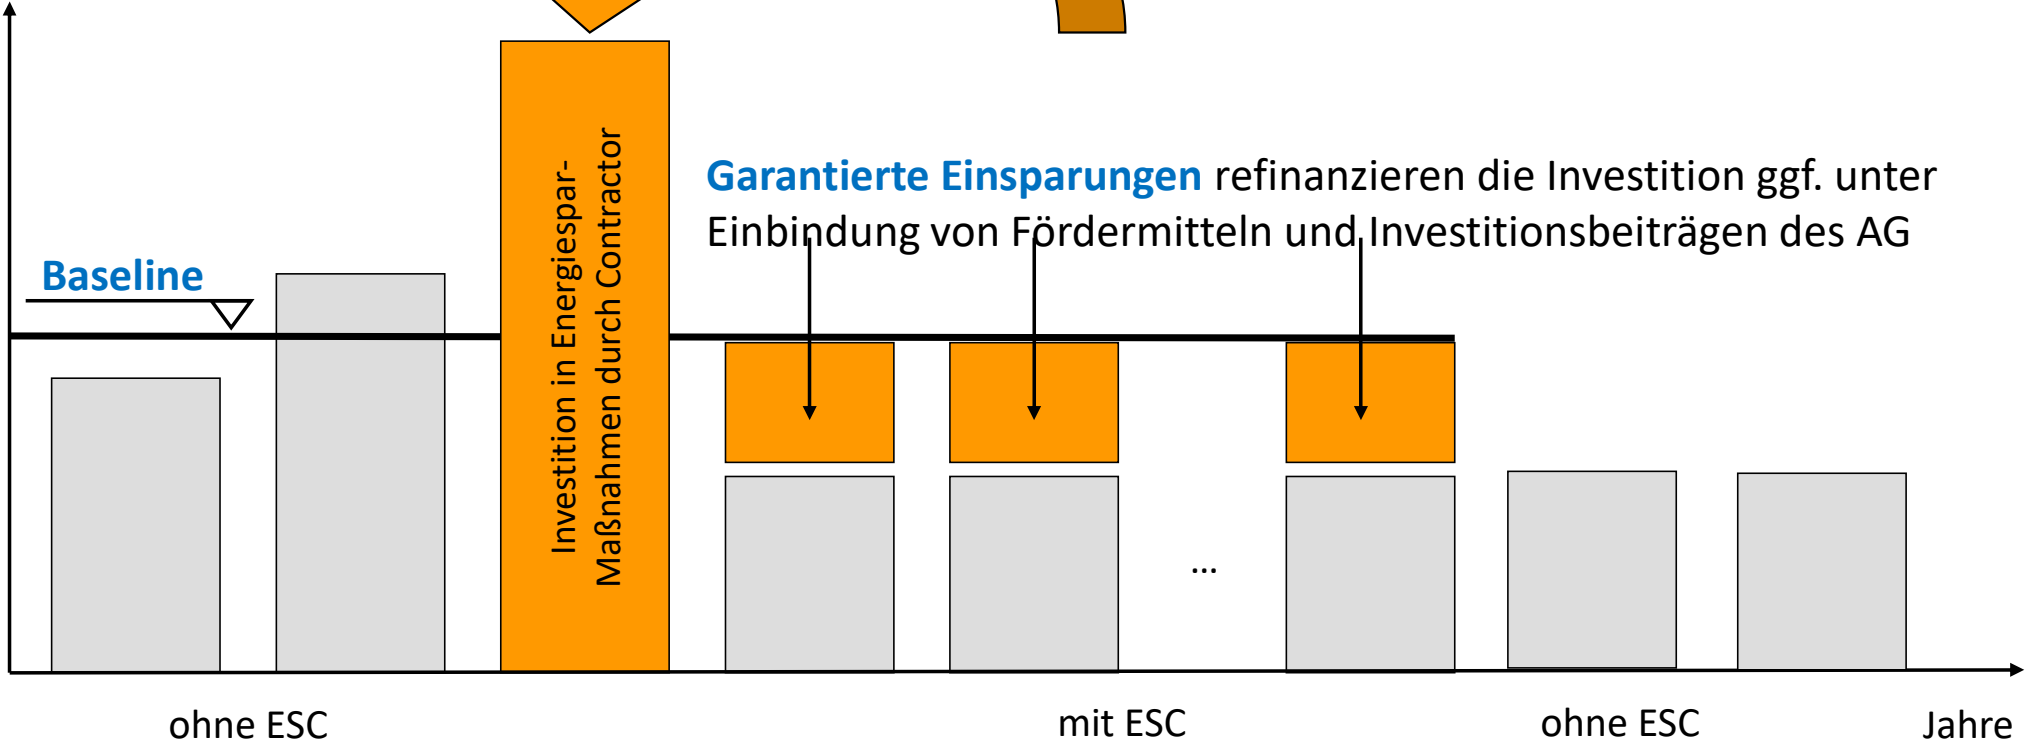 Garantierte Einsparungen refinanzieren die Investition ggf. unter
Einbindung von Fördermitteln und Investitionsbeiträgen des AG
Baseline
Investition in Energiespar-
Maßnahmen durch Contractor
...
ohne ESC
mit ESC
ohne ESC
Jahre